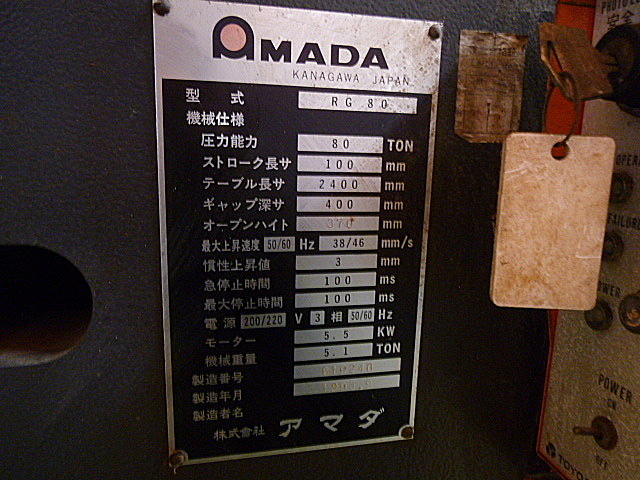 AMADA
KANAGAWA JAPAN
型式 RG 80
機械仕様
圧力能力 80 TON
ストローク長サ 100 mm
テーブル長サ 2400 mm
ギャップ深サ 400 mm
オープンハイト 370 mm
最大上昇速度 50/60 Hz 38/46 mm/s
慣性上昇値 3 mm
急停止時間 100 ms
最大停止時間 100 ms
電源 200/220 V 3 相 50/60 Hz
モーター 5.5 KW
機械重量 5.1 TON
製造番号
製造年月
製造者名
株式会社 アマダ
安全
POWER
ON
OFF